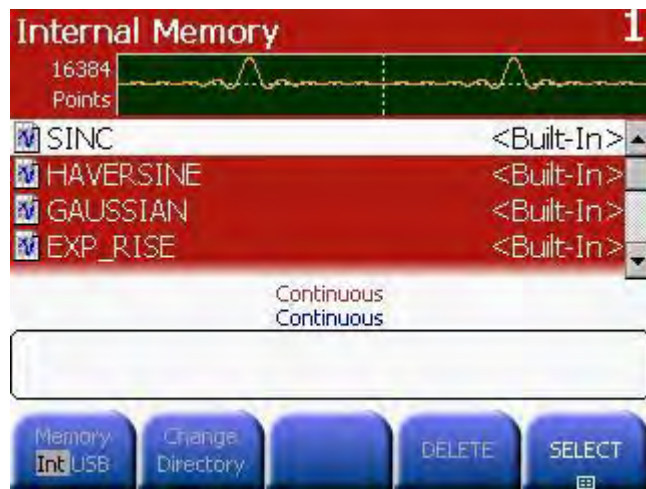 Internal Memory 1
16384
Points
SINC <Built-In>
HAVERSINE <Built-In>
GAUSSIAN <Built-In>
EXP_RISE <Built-In>
Continuous
Continuous
Memory Change
Int USB Directory DELETE SELECT